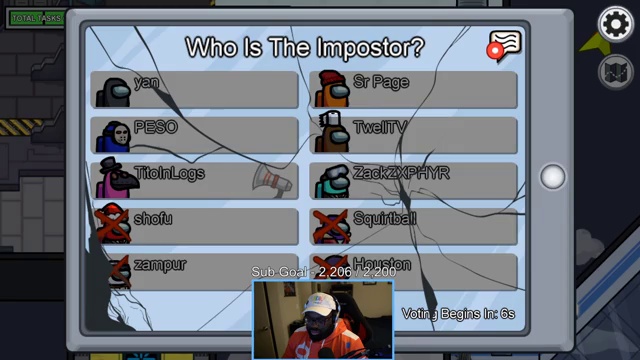 TOTAL TASKS
Who Is The Impostor?
yan
Sr Page
PESO
TwellTV
TitoInLogs
ZackZXPHYR
shofu
Squirtball
zampur
Houston
Sub-Goal - 2,206 / 2,200
Voting Begins In: 6s